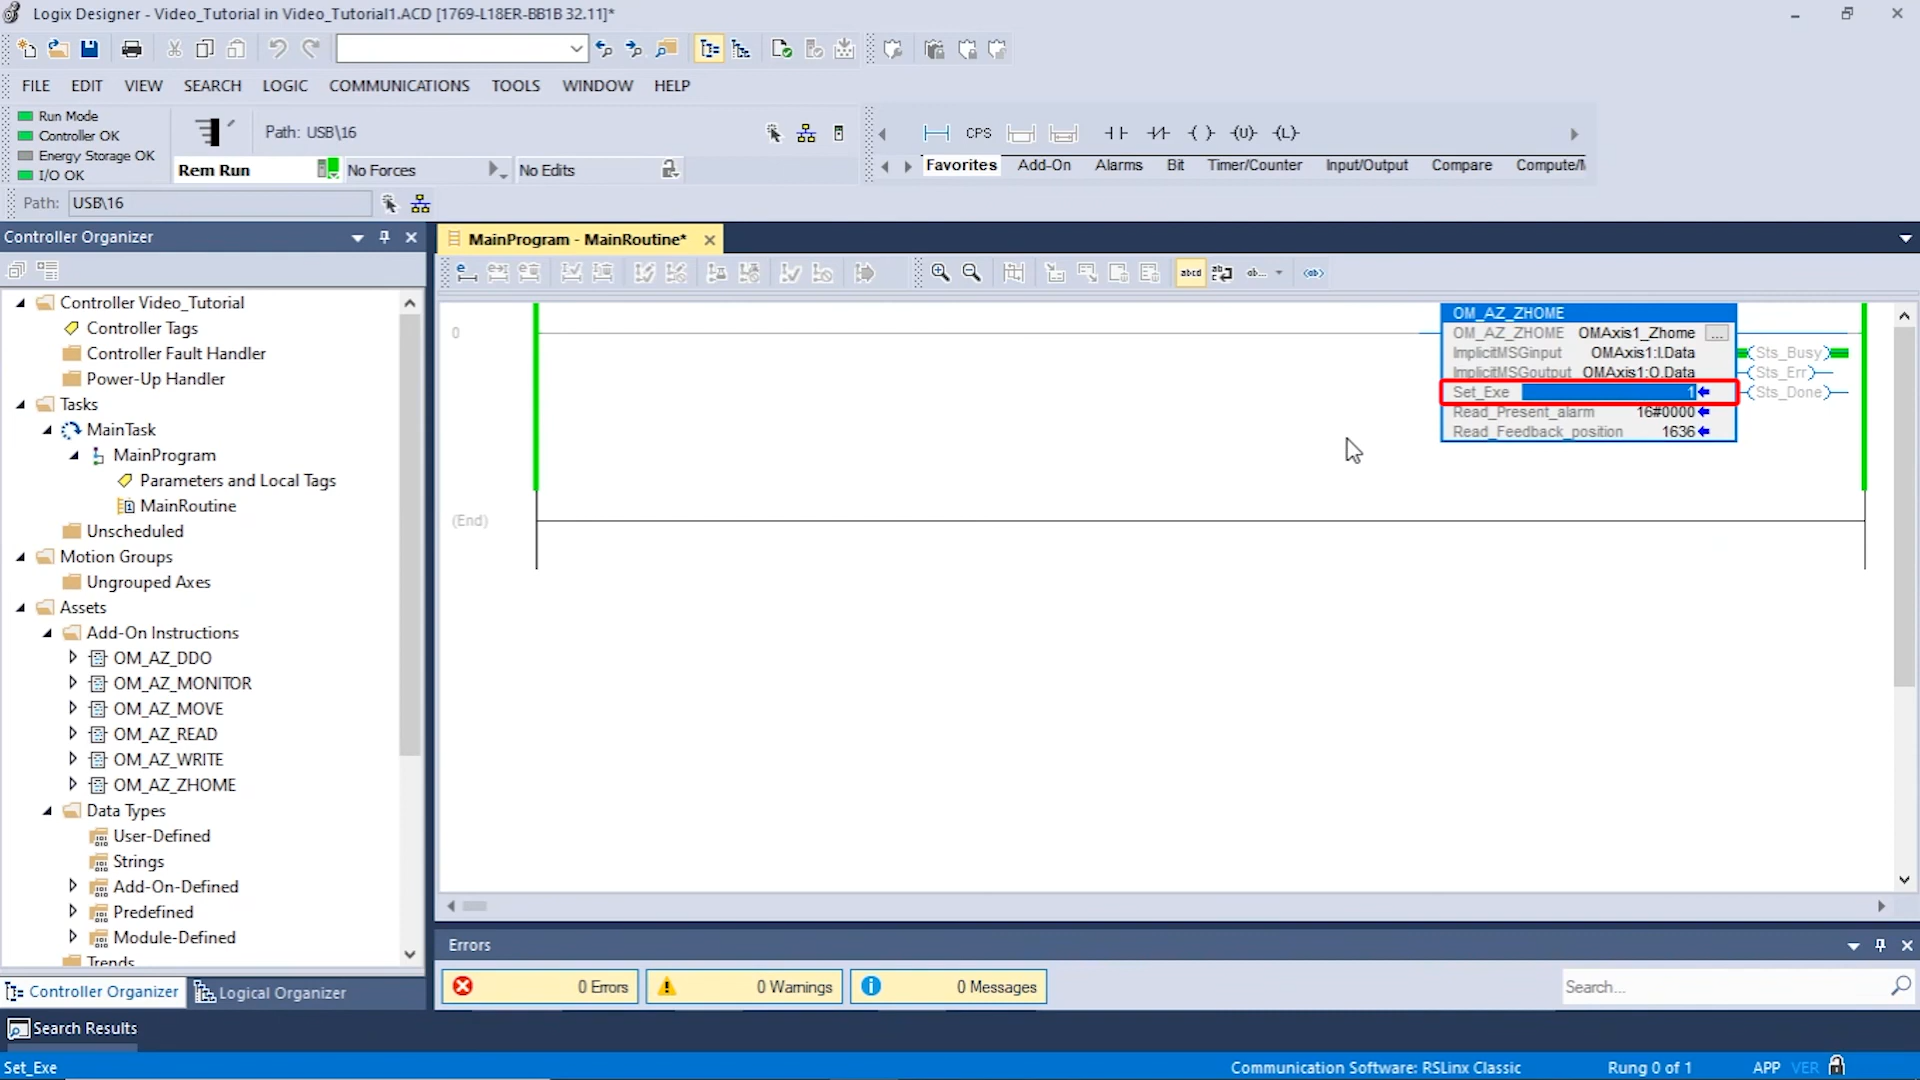 Logix Designer - Video_Tutorial in Video_Tutorial1.ACD [1769-L18ER-BB1B 32.11]*
FILE EDIT VIEW SEARCH LOGIC COMMUNICATIONS TOOLS WINDOW HELP
Run Mode
Controller OK
Energy Storage OK
I/O OK
Path: USB\16
Rem Run
No Forces
No Edits
CPS
Favorites Add-On Alarms Bit Timer/Counter Input/Output Compare
Path: USB\16
Controller Organizer
Controller Video_Tutorial
Controller Tags
Controller Fault Handler
Power-Up Handler
Tasks
MainTask
MainProgram
Parameters and Local Tags
MainRoutine
Unscheduled
Motion Groups
Ungrouped Axes
Assets
Add-On Instructions
OM_AZ_DDO
OM_AZ_MONITOR
OM_AZ_MOVE
OM_AZ_READ
OM_AZ_WRITE
OM_AZ_ZHOME
Data Types
User-Defined
Strings
Add-On-Defined
Predefined
Module-Defined
Trends
Controller Organizer
Logical Organizer
MainProgram - MainRoutine*
abcd
ab...
0
(End)
OM_AZ_ZHOME
OM_AZ_ZHOME OMAxis1_Zhome ...
ImplicitMSGinput OMAxis1:I.Data
ImplicitMSGoutput OMAxis1:O.Data
Set_Exe 1
Read_Present_alarm 16#0000
Read_Feedback_position 1636
Sts_Busy
Sts_Err
Sts_Done
Errors
0 Errors
0 Warnings
0 Messages
Search...
Search Results
Set_Exe
Communication Software: RSLinx Classic
Rung 0 of 1
APP VER